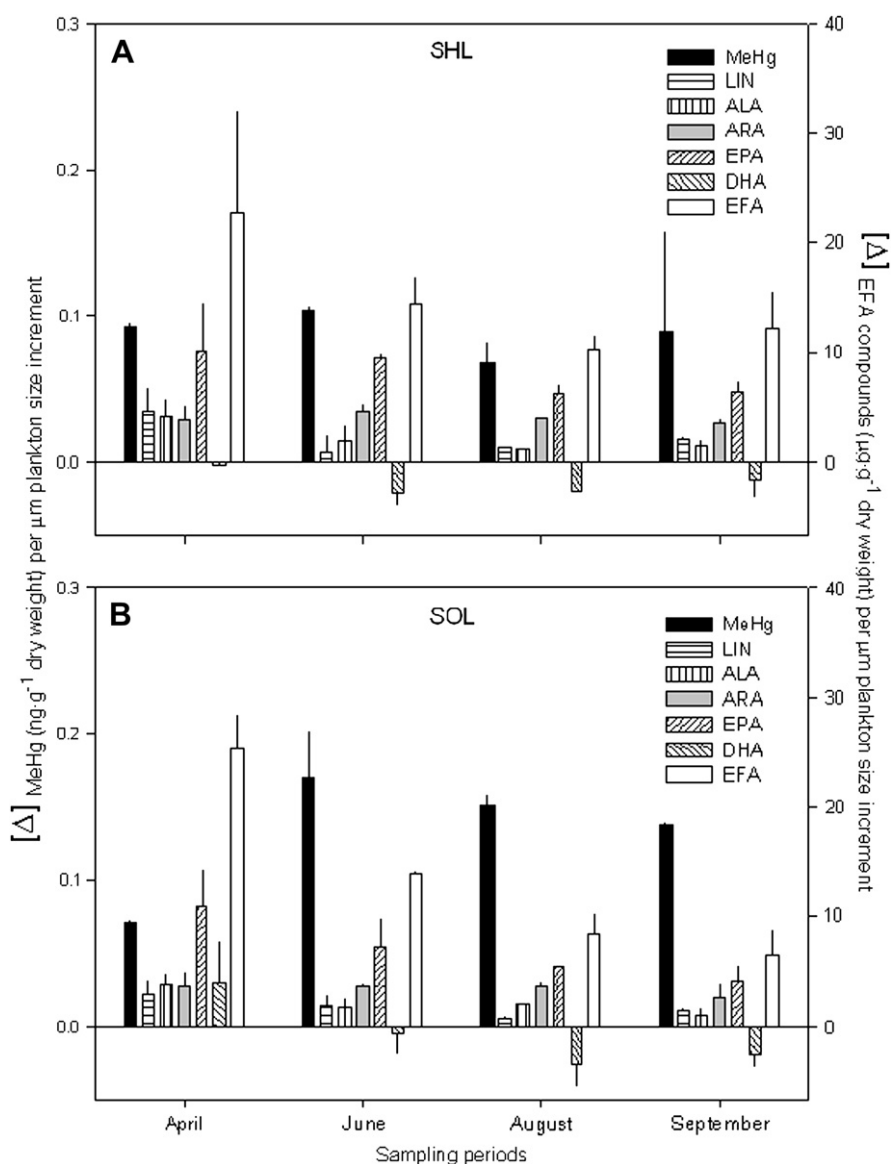 A
SHL
MeHg
LIN
ALA
ARA
EPA
DHA
EFA
0.3
0.2
0.1
0.0
40
30
20
10
0
B
SOL
MeHg
LIN
ALA
ARA
EPA
DHA
EFA
0.3
0.2
0.1
0.0
40
30
20
10
0
April
June
August
September
Sampling periods
[Δ] MeHg (ng·g⁻¹ dry weight) per µm plankton size increment
[Δ] EFA compounds (µg·g⁻¹ dry weight) per µm plankton size increment